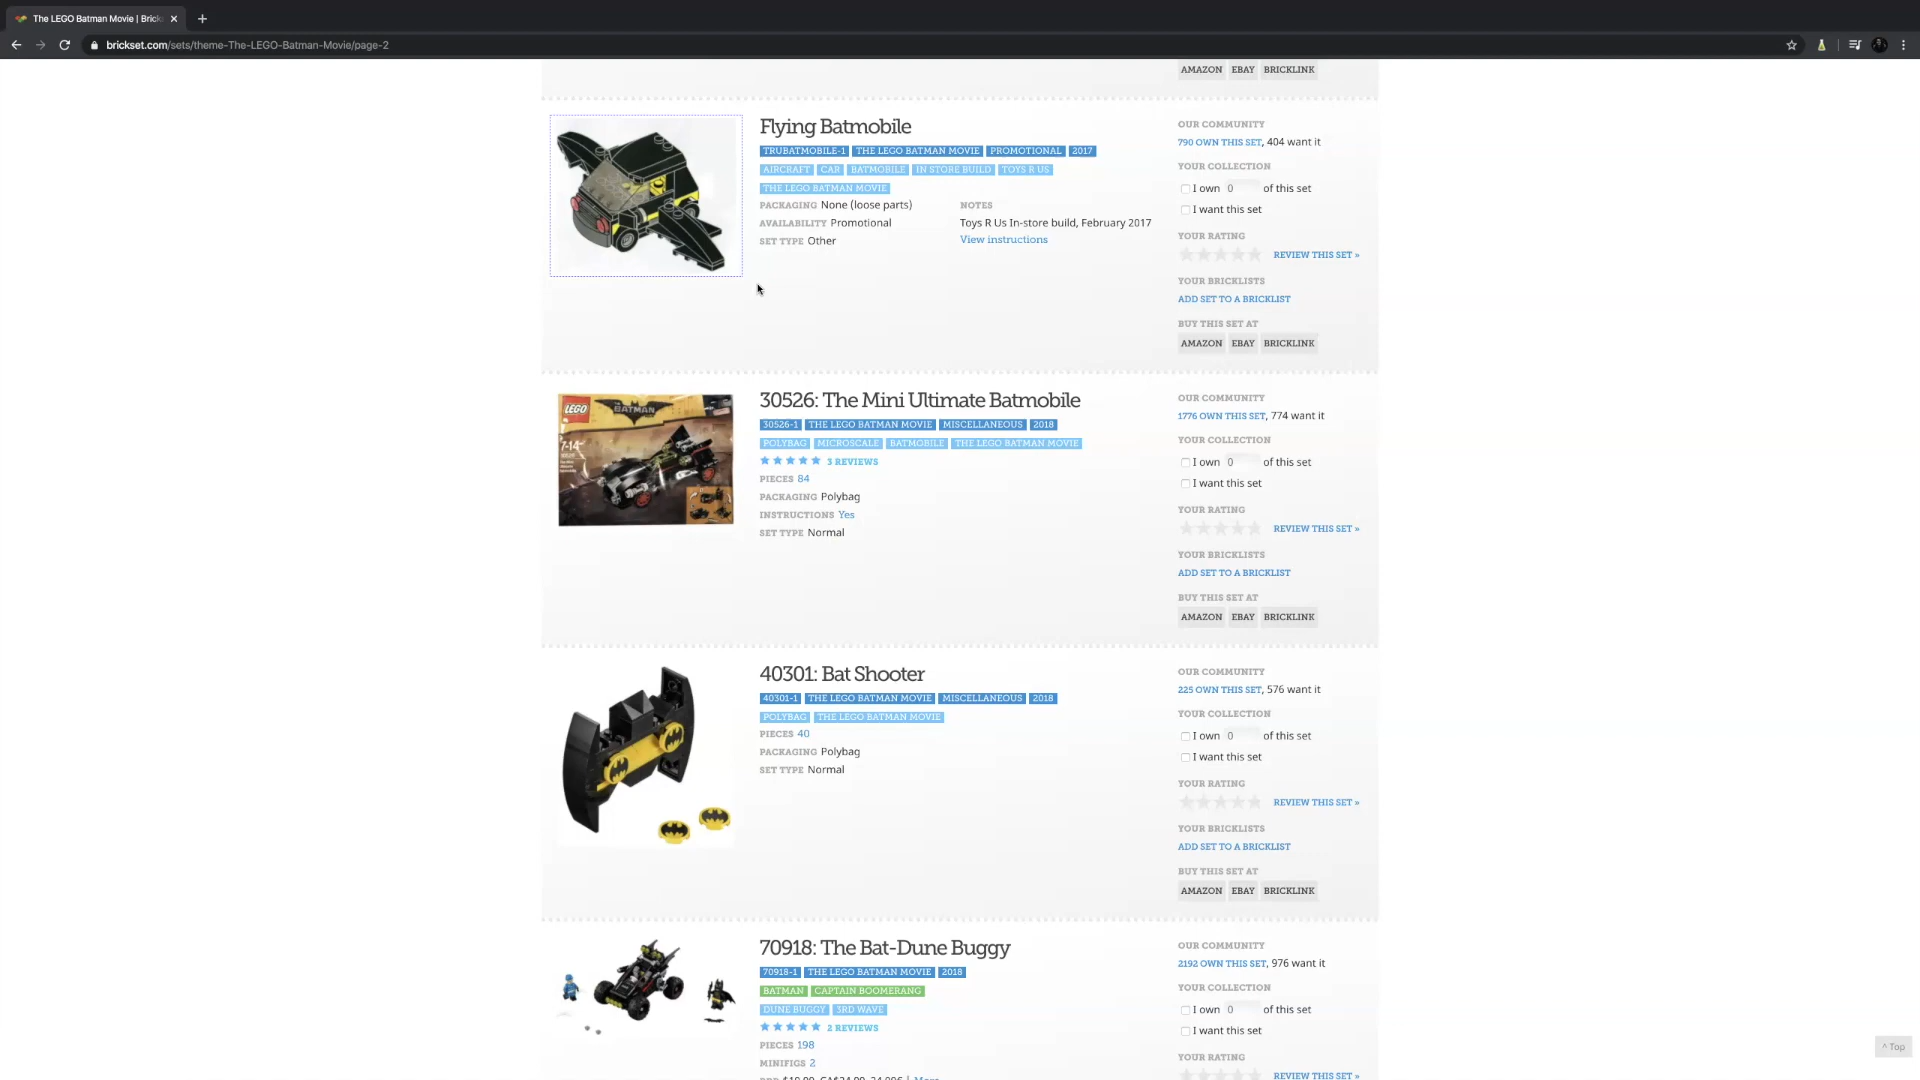 The LEGO Batman Movie | Brick
brickset.com/sets/theme-The-LEGO-Batman-Movie/page-2
AMAZON EBAY BRICKLINK
Flying Batmobile
TRUBATMOBILE-1 THE LEGO BATMAN MOVIE PROMOTIONAL 2017
AIRCRAFT CAR BATMOBILE IN STORE BUILD TOYS R US
THE LEGO BATMAN MOVIE
PACKAGING None (loose parts)
AVAILABILITY Promotional
SET TYPE Other
NOTES
Toys R Us In-store build, February 2017
View instructions
OUR COMMUNITY
790 OWN THIS SET, 404 want it
YOUR COLLECTION
I own 0 of this set
I want this set
YOUR RATING
REVIEW THIS SET »
YOUR BRICKLISTS
ADD SET TO A BRICKLIST
BUY THIS SET AT
AMAZON EBAY BRICKLINK
LEGO
BATMAN
7-14
30526: The Mini Ultimate Batmobile
30526-1 THE LEGO BATMAN MOVIE MISCELLANEOUS 2018
POLYBAG MICROSCALE BATMOBILE THE LEGO BATMAN MOVIE
3 REVIEWS
PIECES 84
PACKAGING Polybag
INSTRUCTIONS Yes
SET TYPE Normal
OUR COMMUNITY
1776 OWN THIS SET, 774 want it
YOUR COLLECTION
I own 0 of this set
I want this set
YOUR RATING
REVIEW THIS SET »
YOUR BRICKLISTS
ADD SET TO A BRICKLIST
BUY THIS SET AT
AMAZON EBAY BRICKLINK
40301: Bat Shooter
40301-1 THE LEGO BATMAN MOVIE MISCELLANEOUS 2018
POLYBAG THE LEGO BATMAN MOVIE
PIECES 40
PACKAGING Polybag
SET TYPE Normal
OUR COMMUNITY
225 OWN THIS SET, 576 want it
YOUR COLLECTION
I own 0 of this set
I want this set
YOUR RATING
REVIEW THIS SET »
YOUR BRICKLISTS
ADD SET TO A BRICKLIST
BUY THIS SET AT
AMAZON EBAY BRICKLINK
70918: The Bat-Dune Buggy
70918-1 THE LEGO BATMAN MOVIE 2018
BATMAN CAPTAIN BOOMERANG
DUNE BUGGY 3RD WAVE
2 REVIEWS
PIECES 198
MINIFIGS 2
OUR COMMUNITY
2192 OWN THIS SET, 976 want it
YOUR COLLECTION
I own 0 of this set
I want this set
YOUR RATING
REVIEW THIS SET »
^ Top